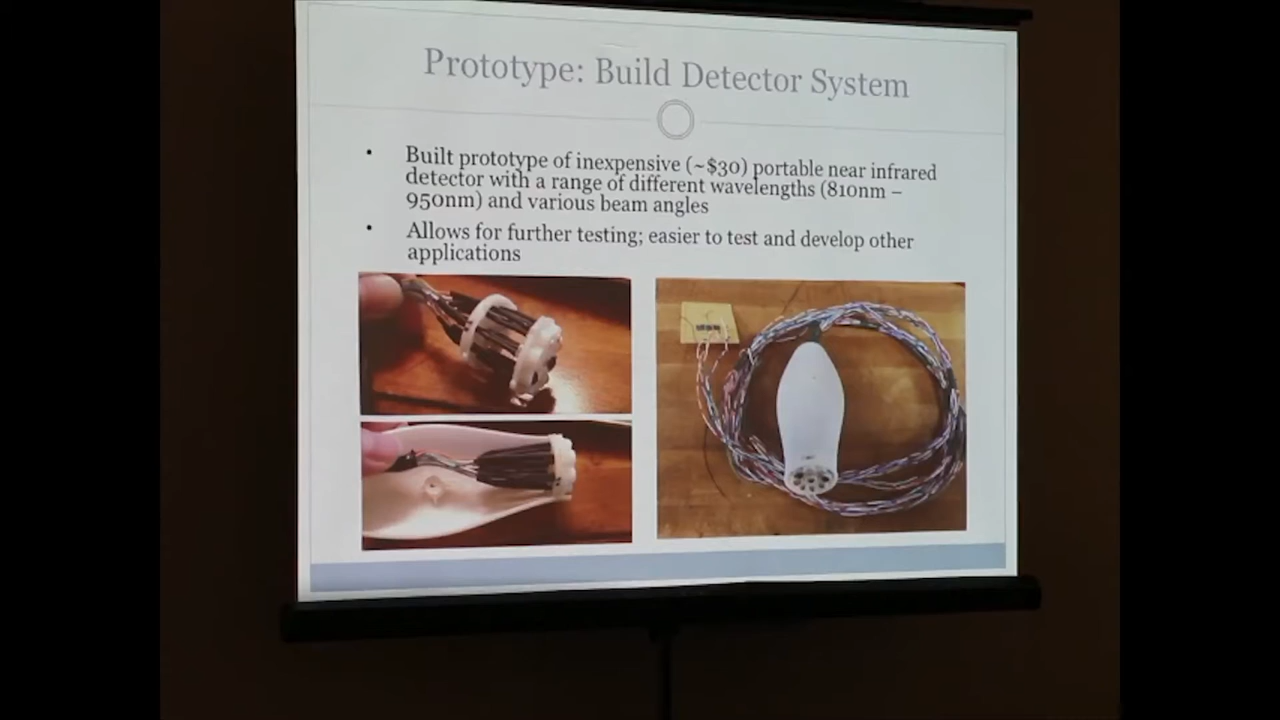 Prototype: Build Detector System
• Built prototype of inexpensive (~$30) portable near infrared
detector with a range of different wavelengths (810nm –
950nm) and various beam angles
• Allows for further testing; easier to test and develop other
applications